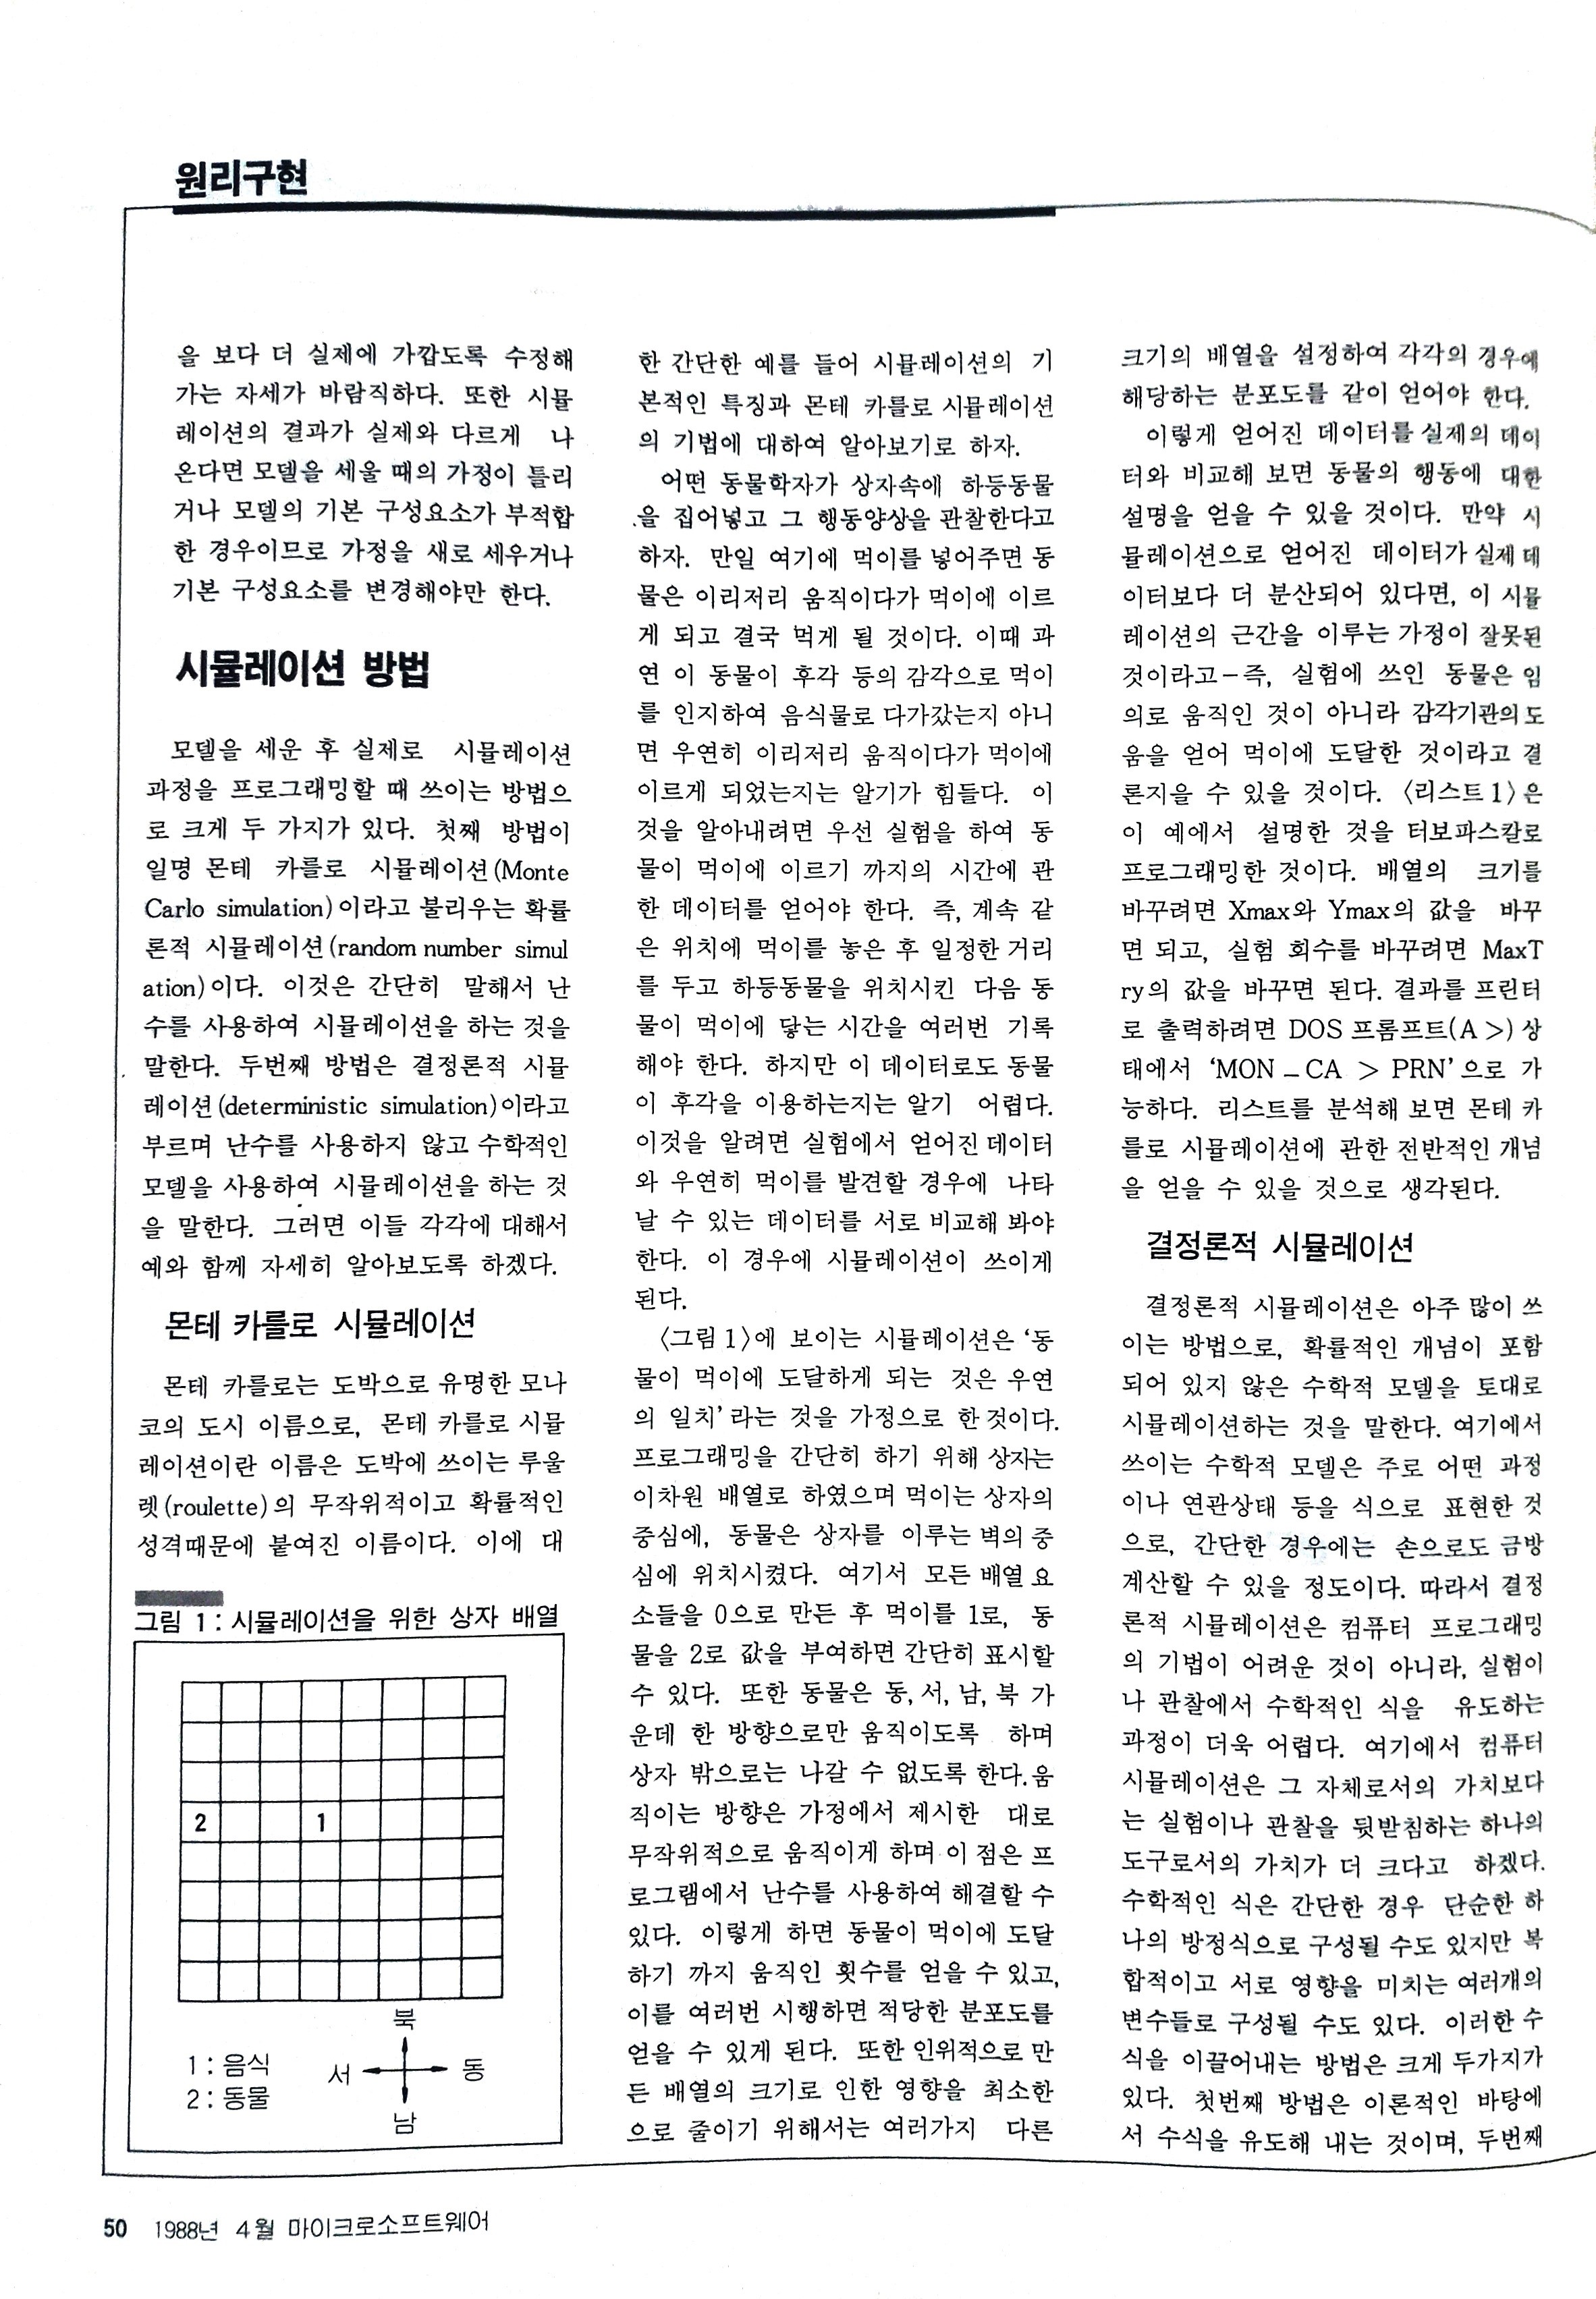 원리구현
을 보다 더 실제에 가깝도록 수정해
가는 자세가 바람직하다. 또한 시뮬
레이션의 결과가 실제와 다르게 나
온다면 모델을 세울 때의 가정이 틀리
거나 모델의 기본 구성요소가 부적합
한 경우이므로 가정을 새로 세우거나
기본 구성요소를 변경해야만 한다.
시뮬레이션 방법
모델을 세운 후 실제로 시뮬레이션
과정을 프로그래밍할 때 쓰이는 방법으
로 크게 두 가지가 있다. 첫째 방법이
일명 몬테 카를로 시뮬레이션(Monte
Carlo simulation)이라고 불리우는 확률
론적 시뮬레이션(random number simul
ation)이다. 이것은 간단히 말해서 난
수를 사용하여 시뮬레이션을 하는 것을
말한다. 두번째 방법은 결정론적 시뮬
레이션(deterministic simulation)이라고
부르며 난수를 사용하지 않고 수학적인
모델을 사용하여 시뮬레이션을 하는 것
을 말한다. 그러면 이들 각각에 대해서
예와 함께 자세히 알아보도록 하겠다.
몬테 카를로 시뮬레이션
몬테 카를로는 도박으로 유명한 모나
코의 도시 이름으로, 몬테 카를로 시뮬
레이션이란 이름은 도박에 쓰이는 루울
렛(roulette)의 무작위적이고 확률적인
성격때문에 붙여진 이름이다. 이에 대
그림 1 : 시뮬레이션을 위한 상자 배열
2 1
북
서 동
남
1 : 음식
2 : 동물
한 간단한 예를 들어 시뮬레이션의 기
본적인 특징과 몬테 카를로 시뮬레이션
의 기법에 대하여 알아보기로 하자.
어떤 동물학자가 상자속에 하등동물
을 집어넣고 그 행동양상을 관찰한다고
하자. 만일 여기에 먹이를 넣어주면 동
물은 이리저리 움직이다가 먹이에 이르
게 되고 결국 먹게 될 것이다. 이때 과
연 이 동물이 후각 등의 감각으로 먹이
를 인지하여 음식물로 다가갔는지 아니
면 우연히 이리저리 움직이다가 먹이에
이르게 되었는지는 알기가 힘들다. 이
것을 알아내려면 우선 실험을 하여 동
물이 먹이에 이르기 까지의 시간에 관
한 데이터를 얻어야 한다. 즉, 계속 같
은 위치에 먹이를 놓은 후 일정한 거리
를 두고 하등동물을 위치시킨 다음 동
물이 먹이에 닿는 시간을 여러번 기록
해야 한다. 하지만 이 데이터로도 동물
이 후각을 이용하는지는 알기 어렵다.
이것을 알려면 실험에서 얻어진 데이터
와 우연히 먹이를 발견할 경우에 나타
날 수 있는 데이터를 서로 비교해 봐야
한다. 이 경우에 시뮬레이션이 쓰이게
된다.
〈그림 1〉에 보이는 시뮬레이션은 '동
물이 먹이에 도달하게 되는 것은 우연
의 일치'라는 것을 가정으로 한 것이다.
프로그래밍을 간단히 하기 위해 상자는
이차원 배열로 하였으며 먹이는 상자의
중심에, 동물은 상자를 이루는 벽의 중
심에 위치시켰다. 여기서 모든 배열 요
소들을 0으로 만든 후 먹이를 1로, 동
물을 2로 값을 부여하면 간단히 표시할
수 있다. 또한 동물은 동, 서, 남, 북 가
운데 한 방향으로만 움직이도록 하며
상자 밖으로는 나갈 수 없도록 한다. 움
직이는 방향은 가정에서 제시한 대로
무작위적으로 움직이게 하며 이 점은 프
로그램에서 난수를 사용하여 해결할 수
있다. 이렇게 하면 동물이 먹이에 도달
하기 까지 움직인 횟수를 얻을 수 있고,
이를 여러번 시행하면 적당한 분포도를
얻을 수 있게 된다. 또한 인위적으로 만
든 배열의 크기로 인한 영향을 최소한
으로 줄이기 위해서는 여러가지 다른
크기의 배열을 설정하여 각각의 경우에
해당하는 분포도를 같이 얻어야 한다.
이렇게 얻어진 데이터를 실제의 데이
터와 비교해 보면 동물의 행동에 대한
설명을 얻을 수 있을 것이다. 만약 시
뮬레이션으로 얻어진 데이터가 실제 데
이터보다 더 분산되어 있다면, 이 시뮬
레이션의 근간을 이루는 가정이 잘못된
것이라고-즉, 실험에 쓰인 동물은 임
의로 움직인 것이 아니라 감각기관의 도
움을 얻어 먹이에 도달한 것이라고 결
론지을 수 있을 것이다. 〈리스트 1〉은
이 예에서 설명한 것을 터보파스칼로
프로그래밍한 것이다. 배열의 크기를
바꾸려면 Xmax와 Ymax의 값을 바꾸
면 되고, 실험 회수를 바꾸려면 MaxT
ry의 값을 바꾸면 된다. 결과를 프린터
로 출력하려면 DOS 프롬프트(A >) 상
태에서 'MON_CA > PRN'으로 가
능하다. 리스트를 분석해 보면 몬테 카
를로 시뮬레이션에 관한 전반적인 개념
을 얻을 수 있을 것으로 생각된다.
결정론적 시뮬레이션
결정론적 시뮬레이션은 아주 많이 쓰
이는 방법으로, 확률적인 개념이 포함
되어 있지 않은 수학적 모델을 토대로
시뮬레이션하는 것을 말한다. 여기에서
쓰이는 수학적 모델은 주로 어떤 과정
이나 연관상태 등을 식으로 표현한 것
으로, 간단한 경우에는 손으로도 금방
계산할 수 있을 정도이다. 따라서 결정
론적 시뮬레이션은 컴퓨터 프로그래밍
의 기법이 어려운 것이 아니라, 실험이
나 관찰에서 수학적인 식을 유도하는
과정이 더욱 어렵다. 여기에서 컴퓨터
시뮬레이션은 그 자체로서의 가치보다
는 실험이나 관찰을 뒷받침하는 하나의
도구로서의 가치가 더 크다고 하겠다.
수학적인 식은 간단한 경우 단순한 하
나의 방정식으로 구성될 수도 있지만 복
합적이고 서로 영향을 미치는 여러개의
변수들로 구성될 수도 있다. 이러한 수
식을 이끌어내는 방법은 크게 두가지가
있다. 첫번째 방법은 이론적인 바탕에
서 수식을 유도해 내는 것이며, 두번째
50 1988년 4월 마이크로소프트웨어